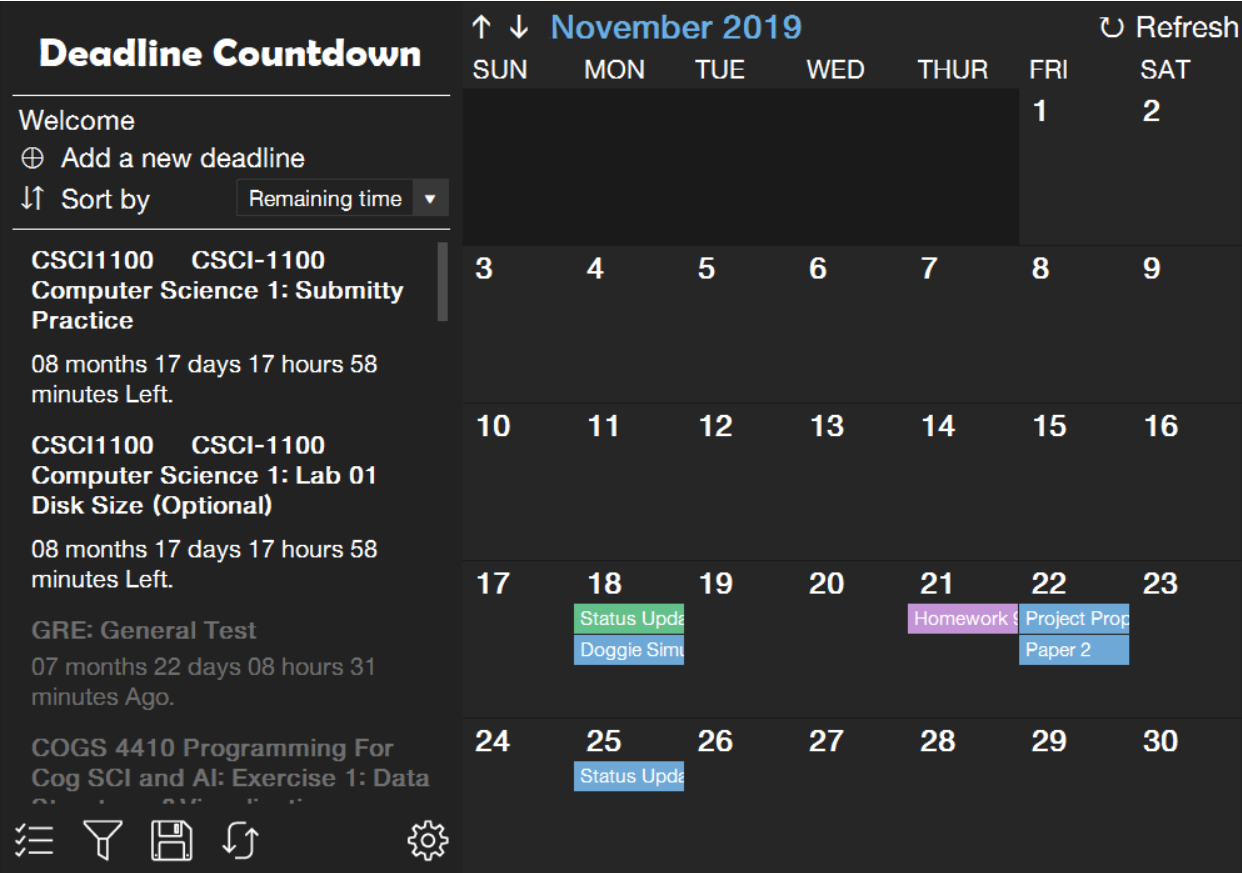 Deadline Countdown
Welcome
Add a new deadline
Sort by Remaining time
CSCI1100 CSCI-1100
Computer Science 1: Submitty
Practice
08 months 17 days 17 hours 58
minutes Left.
CSCI1100 CSCI-1100
Computer Science 1: Lab 01
Disk Size (Optional)
08 months 17 days 17 hours 58
minutes Left.
GRE: General Test
07 months 22 days 08 hours 31
minutes Ago.
COGS 4410 Programming For
Cog SCI and AI: Exercise 1: Data
November 2019 Refresh
SUN MON TUE WED THUR FRI SAT
1 2
3 4 5 6 7 8 9
10 11 12 13 14 15 16
17 18 19 20 21 22 23
Status Upda Homework 9 Project Prop
Doggie Simu Paper 2
24 25 26 27 28 29 30
Status Upda